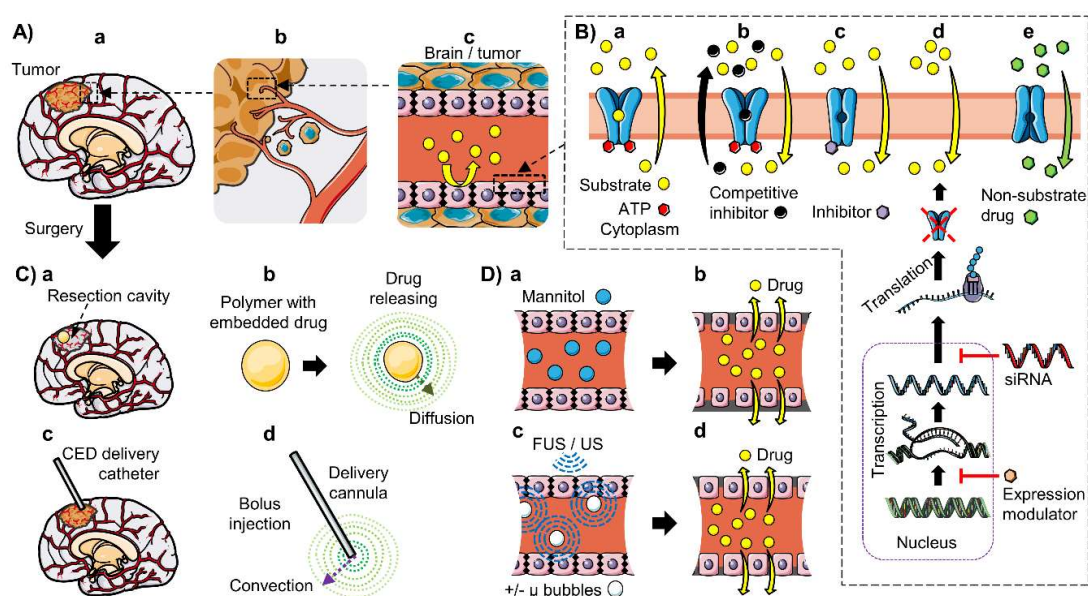 A)
a
b
c
Tumor
Brain / tumor
B)
a
b
c
d
e
Substrate
ATP
Cytoplasm
Competitive
inhibitor
Inhibitor
Non-substrate
drug
Surgery
C)
a
Resection cavity
b
Polymer with
embedded drug
Drug
releasing
Diffusion
c
CED delivery
catheter
d
Bolus
injection
Delivery
cannula
Convection
D)
a
Mannitol
b
Drug
c
FUS / US
+/- µ bubbles
d
Drug
Translation
siRNA
Transcription
Expression
modulator
Nucleus